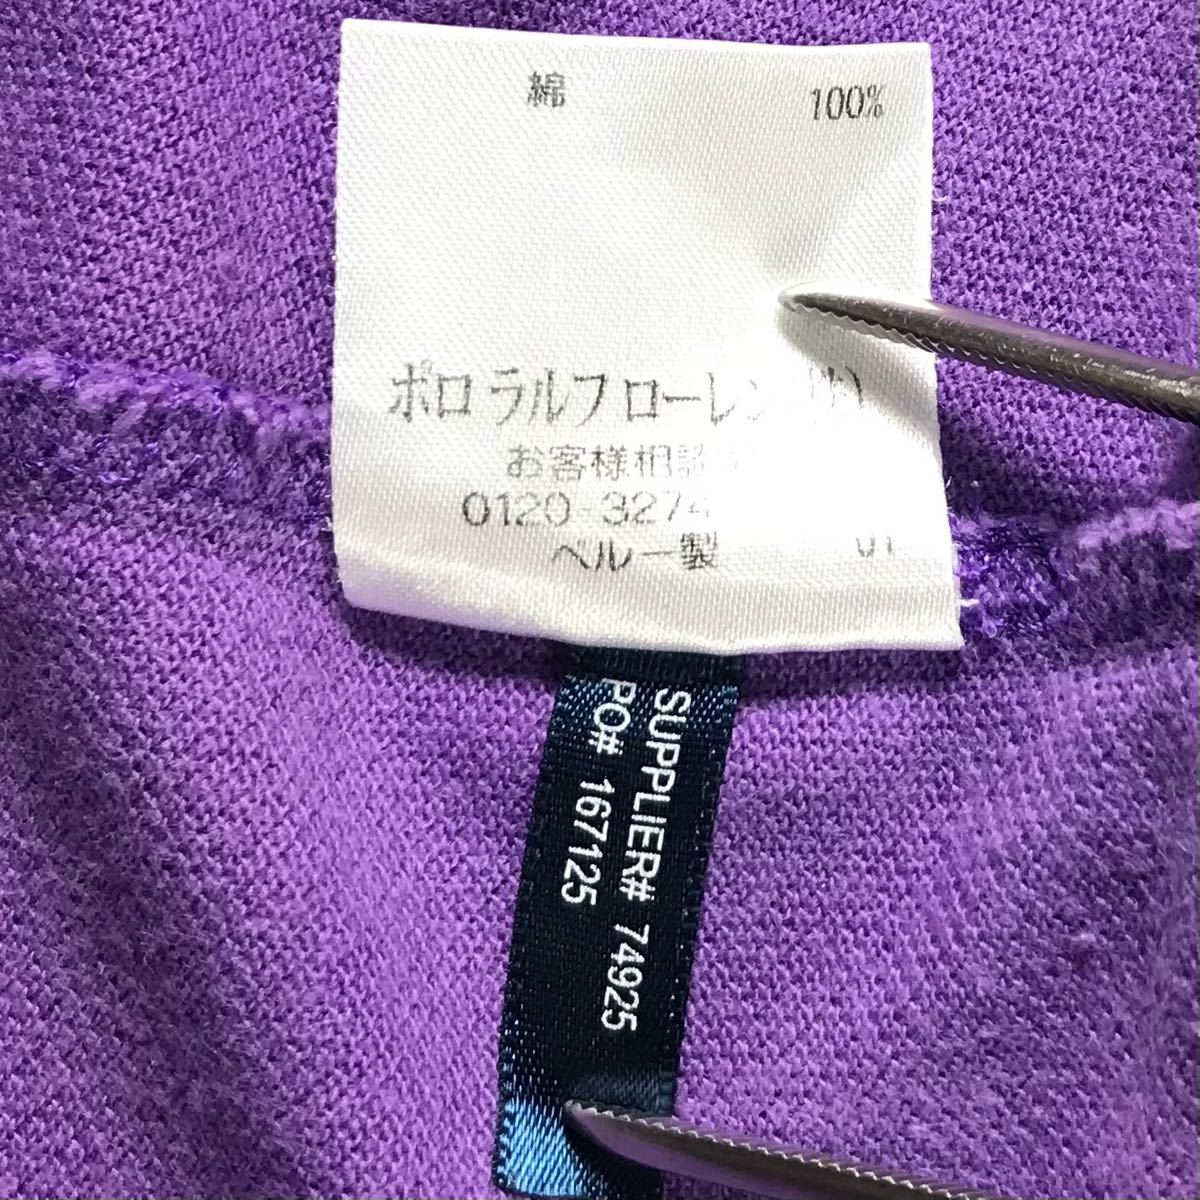 綿 100%
ポロ ラルフ ローレン
お客様相談
0120-3274
ペルー製 01
SUPPLIER# 74925
PO# 167125